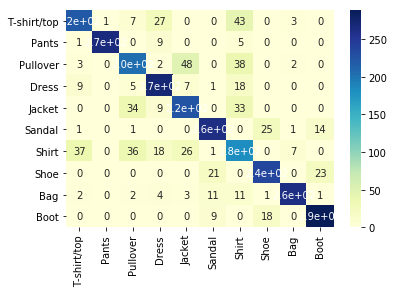 T-shirt/top 2e+0 1 7 27 0 0 43 0 3 0
Pants 1 .7e+0 0 9 0 0 5 0 0 0
Pullover 3 0 0e+0 2 48 0 38 0 2 0
Dress 9 0 5 .7e+0 7 1 18 0 0 0
Jacket 0 0 34 9 .2e+0 0 33 0 0 0
Sandal 1 0 1 0 0 .6e+0 0 25 1 14
Shirt 37 0 36 18 26 1 .8e+0 0 7 0
Shoe 0 0 0 0 0 21 0 .4e+0 0 23
Bag 2 0 2 4 3 11 11 1 .6e+0 1
Boot 0 0 0 0 0 9 0 18 0 .9e+0
T-shirt/top
Pants
Pullover
Dress
Jacket
Sandal
Shirt
Shoe
Bag
Boot
250
200
150
100
50
0